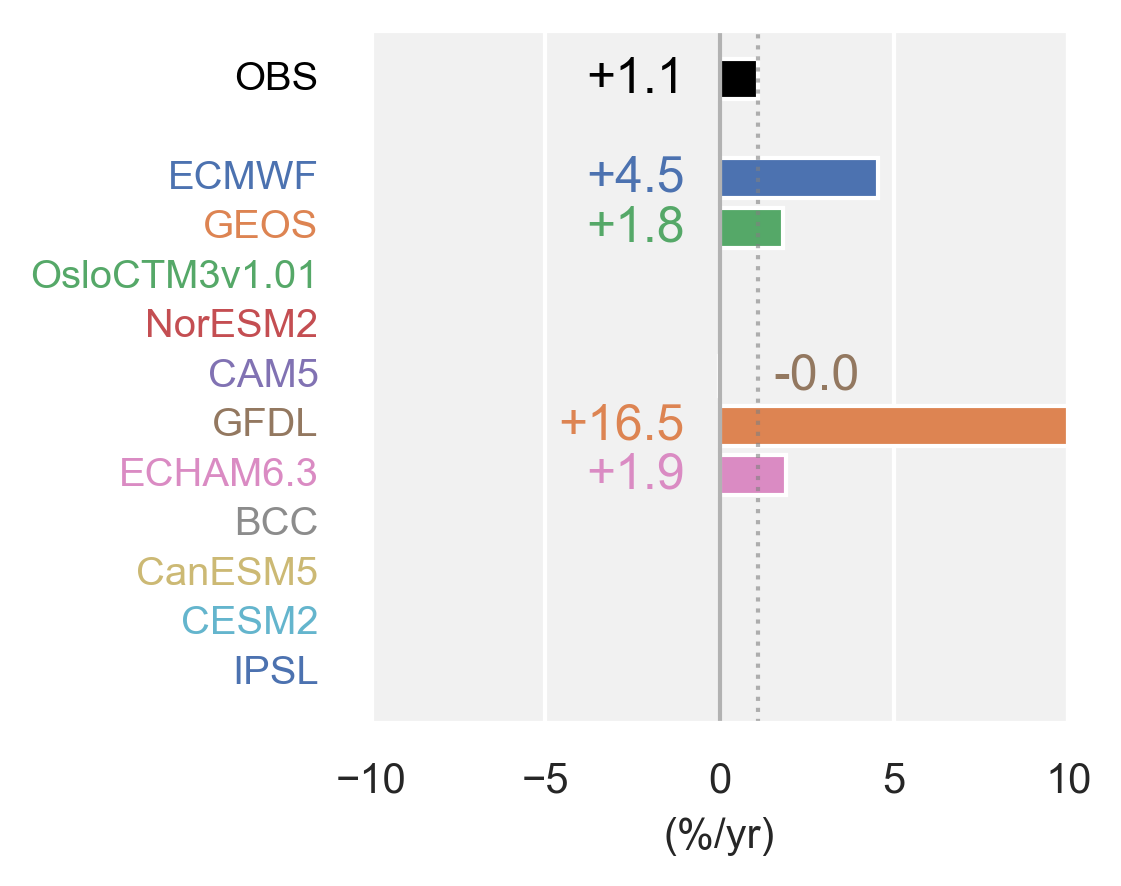 OBS +1.1
ECMWF +4.5
GEOS +1.8
OsloCTM3v1.01
NorESM2
CAM5 -0.0
GFDL +16.5
ECHAM6.3 +1.9
BCC
CanESM5
CESM2
IPSL
−10 −5 0 5 10
(%/yr)